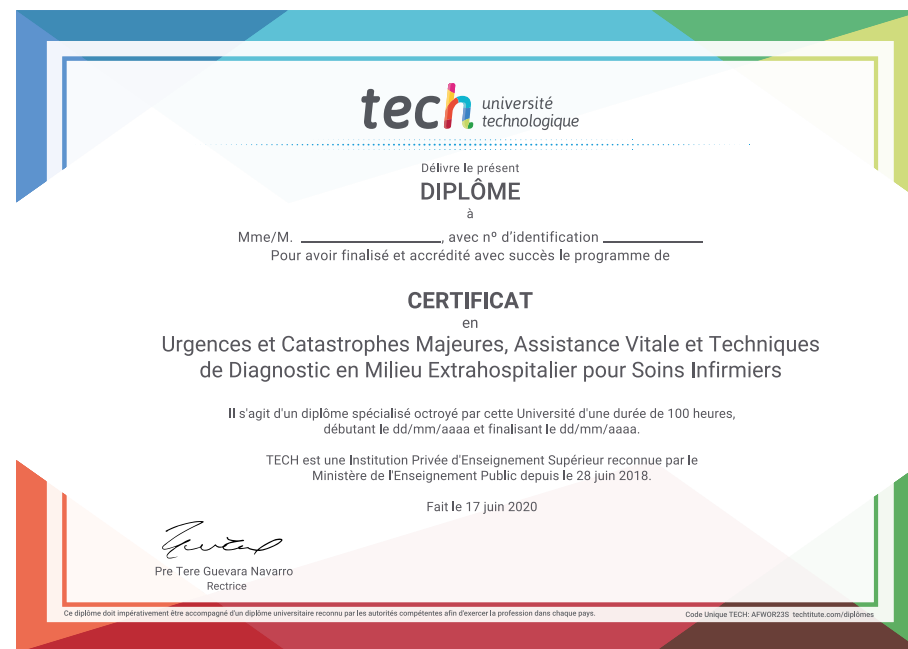 tech université
technologique
Délivre le présent
DIPLÔME
à
Mme/M. ____________________, avec nº d'identification ______________
Pour avoir finalisé et accrédité avec succès le programme de
CERTIFICAT
en
Urgences et Catastrophes Majeures, Assistance Vitale et Techniques
de Diagnostic en Milieu Extrahospitalier pour Soins Infirmiers
Il s'agit d'un diplôme spécialisé octroyé par cette Université d'une durée de 100 heures,
débutant le dd/mm/aaaa et finalisant le dd/mm/aaaa.
TECH est une Institution Privée d'Enseignement Supérieur reconnue par le
Ministère de l'Enseignement Public depuis le 28 juin 2018.
Fait le 17 juin 2020
Pre Tere Guevara Navarro
Rectrice
Ce diplôme doit impérativement être accompagné d'un diplôme universitaire reconnu par les autorités compétentes afin d'exercer la profession dans chaque pays.
Code Unique TECH: AFWOR23S techtitute.com/diplômes